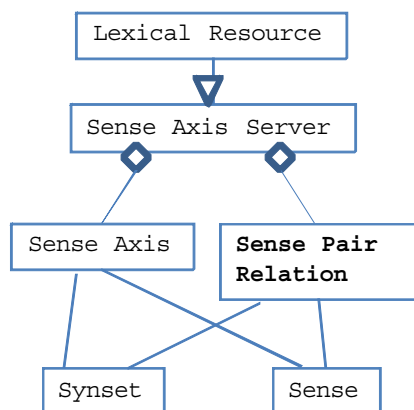 Lexical Resource
Sense Axis Server
Sense Axis
Sense Pair
Relation
Synset
Sense